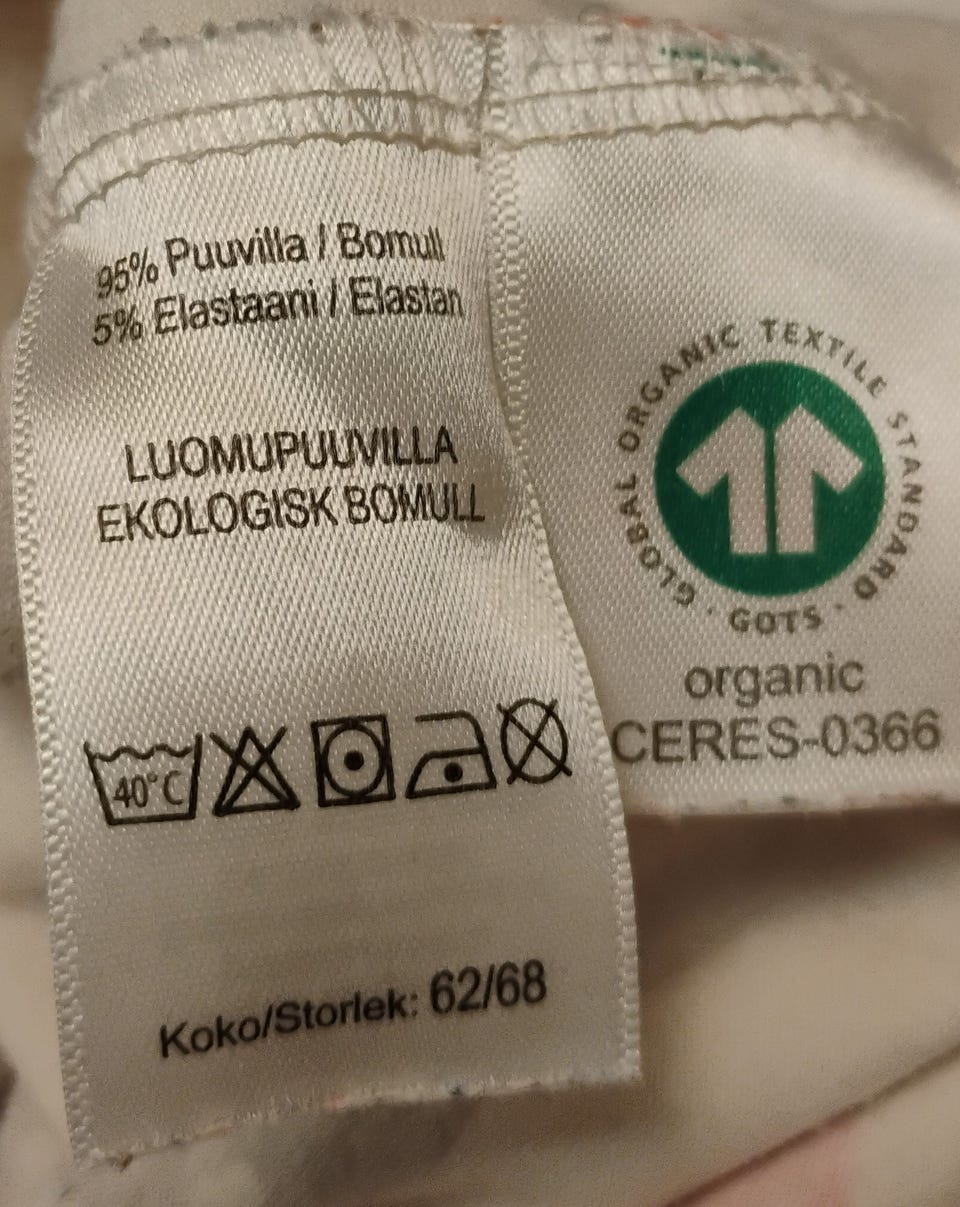 95% Puuvilla / Bomull
5% Elastaani / Elastan
LUOMUPUUVILLA
EKOLOGISK BOMULL
40°C
Koko/Storlek: 62/68
GLOBAL ORGANIC TEXTILE STANDARD
· GOTS ·
organic
CERES-0366